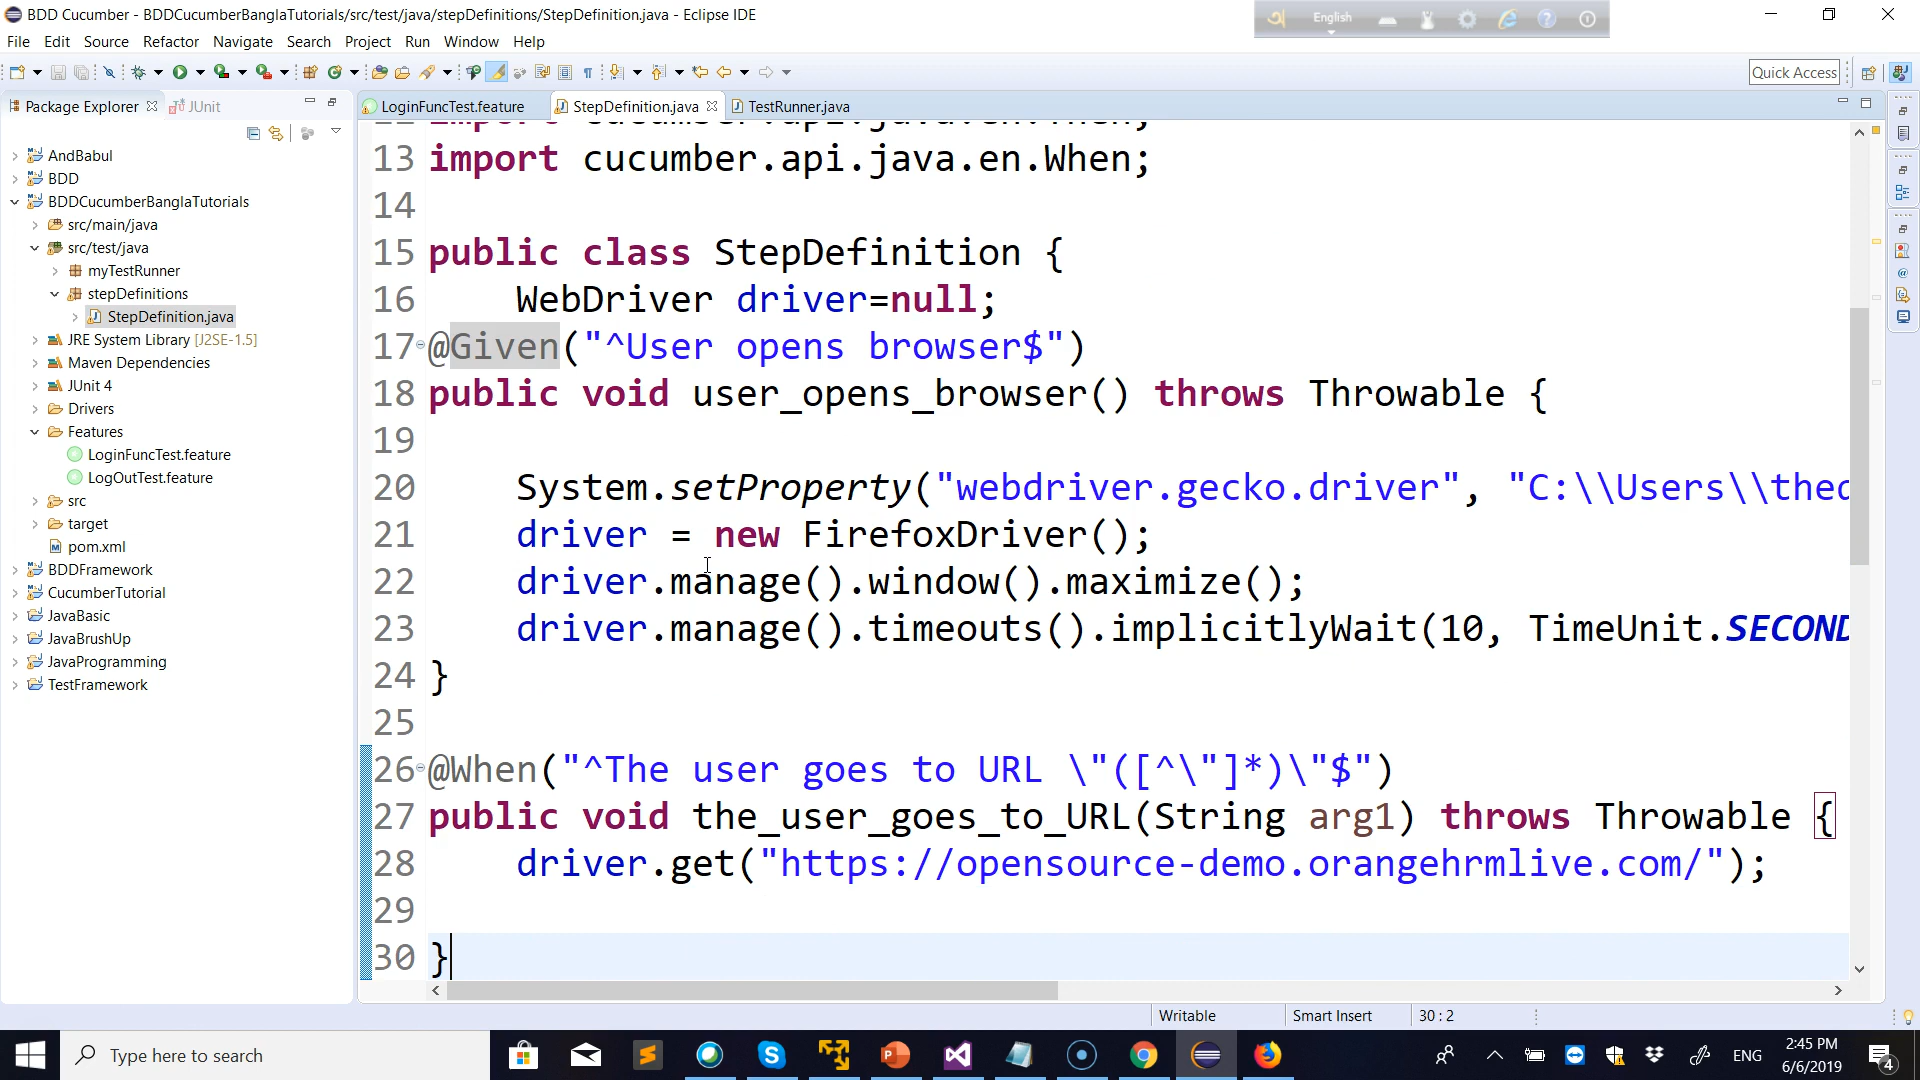 BDD Cucumber - BDDCucumberBanglaTutorials/src/test/java/stepDefinitions/StepDefinition.java - Eclipse IDE
English
File Edit Source Refactor Navigate Search Project Run Window Help
Quick Access
Package Explorer JUnit
AndBabul
BDD
BDDCucumberBanglaTutorials
src/main/java
src/test/java
myTestRunner
stepDefinitions
StepDefinition.java
JRE System Library [J2SE-1.5]
Maven Dependencies
JUnit 4
Drivers
Features
LoginFuncTest.feature
LogOutTest.feature
src
target
pom.xml
BDDFramework
CucumberTutorial
JavaBasic
JavaBrushUp
JavaProgramming
TestFramework
LoginFuncTest.feature StepDefinition.java TestRunner.java
13 import cucumber.api.java.en.When;
14
15 public class StepDefinition {
16 WebDriver driver=null;
17 @Given("^User opens browser$")
18 public void user_opens_browser() throws Throwable {
19
20 System.setProperty("webdriver.gecko.driver", "C:\\Users\\thed
21 driver = new FirefoxDriver();
22 driver.manage().window().maximize();
23 driver.manage().timeouts().implicitlyWait(10, TimeUnit.SECOND
24 }
25
26 @When("^The user goes to URL \"([^\"]*)\"$")
27 public void the_user_goes_to_URL(String arg1) throws Throwable {
28 driver.get("https://opensource-demo.orangehrmlive.com/");
29
30 }
Writable Smart Insert 30 : 2
Type here to search
ENG
2:45 PM
6/6/2019
4